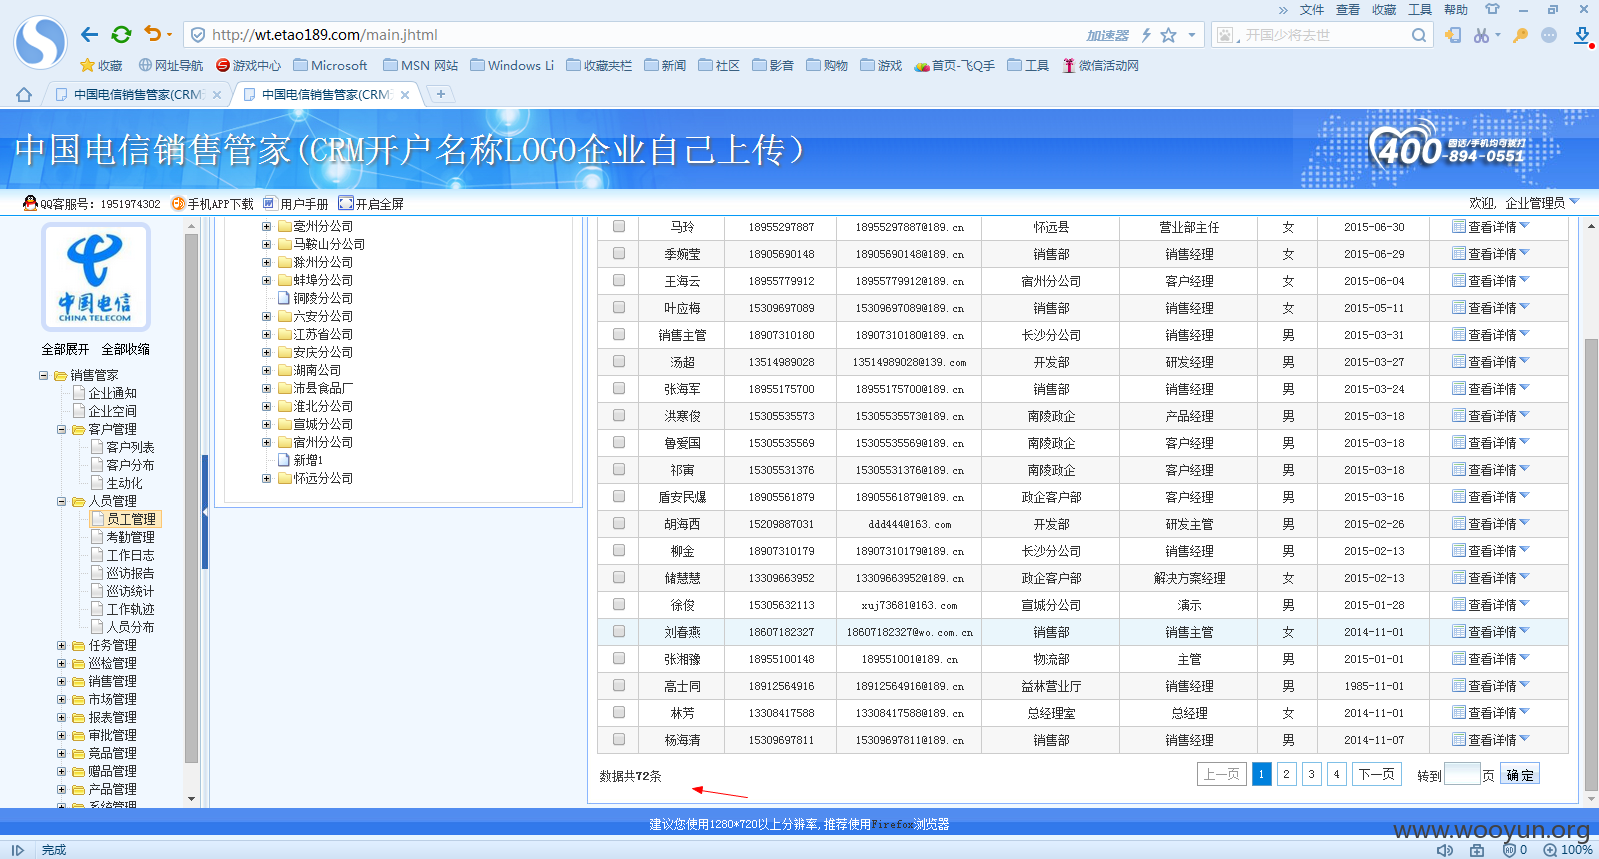 » 文件 查看 收藏 工具 帮助
http://wt.etao189.com/main.jhtml 加速器 开国少将去世
收藏 网址导航 游戏中心 Microsoft MSN 网站 Windows Li 收藏夹栏 新闻 社区 影音 购物 游戏 首页-飞Q手 工具 微信活动网
中国电信销售管家(CRM 中国电信销售管家(CRM
中国电信销售管家(CRM开户名称LOGO企业自己上传)
400 固话/手机均可拨打 -894-0551
QQ客服号: 1951974302 手机APP下载 用户手册 开启全屏 欢迎, 企业管理员
中国电信
CHINA TELECOM
全部展开 全部收缩
销售管家
企业通知
企业空间
客户管理
客户列表
客户分布
生动化
人员管理
员工管理
考勤管理
工作日志
巡访报告
巡访统计
工作轨迹
人员分布
任务管理
巡检管理
销售管理
市场管理
报表管理
审批管理
竞品管理
赠品管理
产品管理
系统管理
亳州分公司
马鞍山分公司
滁州分公司
蚌埠分公司
铜陵分公司
六安分公司
江苏省公司
安庆分公司
湖南公司
沛县食品厂
淮北分公司
宣城分公司
宿州分公司
新增1
怀远分公司
马玲 18955297887 18955297887@189.cn 怀远县 营业部主任 女 2015-06-30 查看详情
季婉莹 18905690148 18905690148@189.cn 销售部 销售经理 女 2015-06-29 查看详情
王海云 18955779912 18955779912@189.cn 宿州分公司 客户经理 女 2015-06-04 查看详情
叶应梅 15309697089 15309697089@189.cn 销售部 销售经理 女 2015-05-11 查看详情
销售主管 18907310180 18907310180@189.cn 长沙分公司 销售经理 男 2015-03-31 查看详情
汤超 13514989028 13514989028@139.com 开发部 研发经理 男 2015-03-27 查看详情
张海军 18955175700 18955175700@189.cn 销售部 销售经理 男 2015-03-24 查看详情
洪寒俊 15305535573 15305535573@189.cn 南陵政企 产品经理 男 2015-03-18 查看详情
鲁爱国 15305535569 15305535569@189.cn 南陵政企 客户经理 男 2015-03-18 查看详情
祁寅 15305531376 15305531376@189.cn 南陵政企 客户经理 男 2015-03-18 查看详情
盾安民爆 18905561879 18905561879@189.cn 政企客户部 客户经理 男 2015-03-16 查看详情
胡海西 15209887031 ddd444@163.com 开发部 研发主管 男 2015-02-26 查看详情
柳金 18907310179 18907310179@189.cn 长沙分公司 销售经理 男 2015-02-13 查看详情
储慧慧 13309663952 13309663952@189.cn 政企客户部 解决方案经理 女 2015-02-13 查看详情
徐俊 15305632113 xuj73681@163.com 宣城分公司 演示 男 2015-01-28 查看详情
刘春燕 18607182327 18607182327@wo.com.cn 销售部 销售主管 女 2014-11-01 查看详情
张湘豫 18955100148 189551001@189.cn 物流部 主管 男 2015-01-01 查看详情
高士同 18912564916 18912564916@189.cn 益林营业厅 销售经理 男 1985-11-01 查看详情
林芳 13308417588 13308417588@189.cn 总经理室 总经理 女 2014-11-01 查看详情
杨海清 15309697811 15309697811@189.cn 销售部 销售经理 男 2014-11-07 查看详情
数据共72条 上一页 1 2 3 4 下一页 转到 页 确定
建议您使用1280*720以上分辨率,推荐使用Firefox浏览器
www.wooyun.org
完成 0 100%